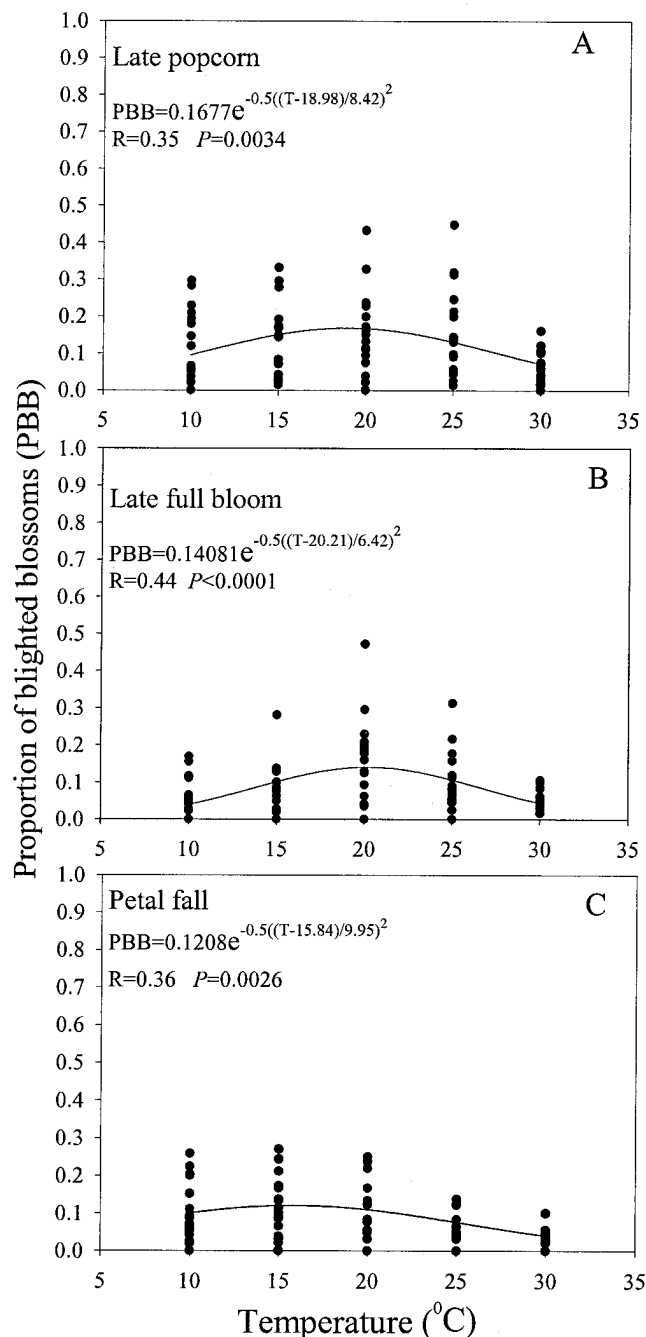 Proportion of blighted blossoms (PBB)
1.0
0.9
0.8
0.7
0.6
0.5
0.4
0.3
0.2
0.1
0.0
A
Late popcorn
PBB=0.1677e^-0.5((T-18.98)/8.42)^2
R=0.35 P=0.0034
5 10 15 20 25 30 35
1.0
0.9
0.8
0.7
0.6
0.5
0.4
0.3
0.2
0.1
0.0
B
Late full bloom
PBB=0.14081e^-0.5((T-20.21)/6.42)^2
R=0.44 P<0.0001
5 10 15 20 25 30 35
1.0
0.9
0.8
0.7
0.6
0.5
0.4
0.3
0.2
0.1
0.0
C
Petal fall
PBB=0.1208e^-0.5((T-15.84)/9.95)^2
R=0.36 P=0.0026
5 10 15 20 25 30 35
Temperature (⁰C)